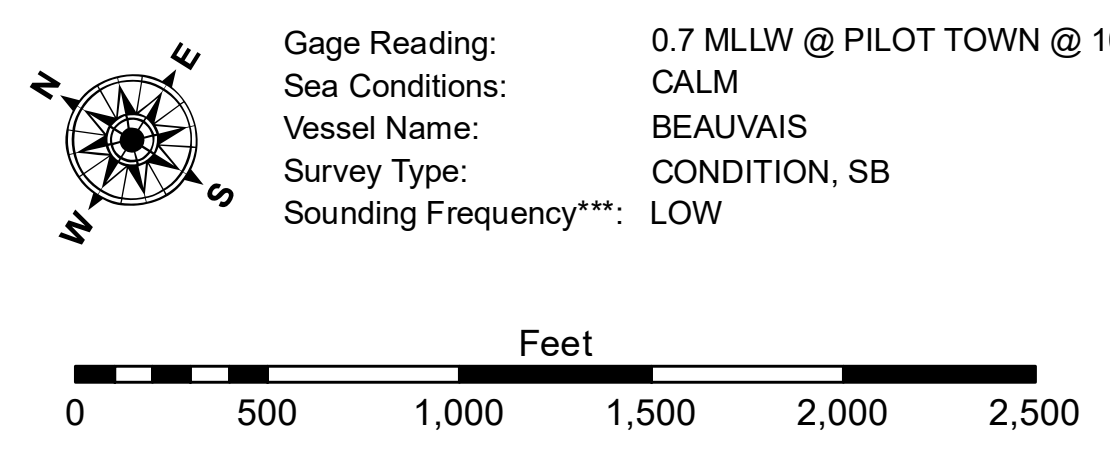 N
E
S
W
Gage Reading: 0.7 MLLW @ PILOT TOWN @
Sea Conditions: CALM
Vessel Name: BEAUVAIS
Survey Type: CONDITION, SB
Sounding Frequency***: LOW
Feet
0 500 1,000 1,500 2,000 2,500